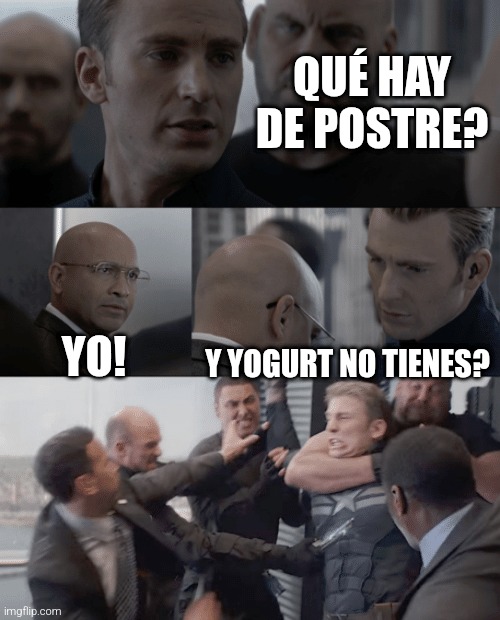 QUÉ HAY
DE POSTRE?
YO!
Y YOGURT NO TIENES?
imgflip.com